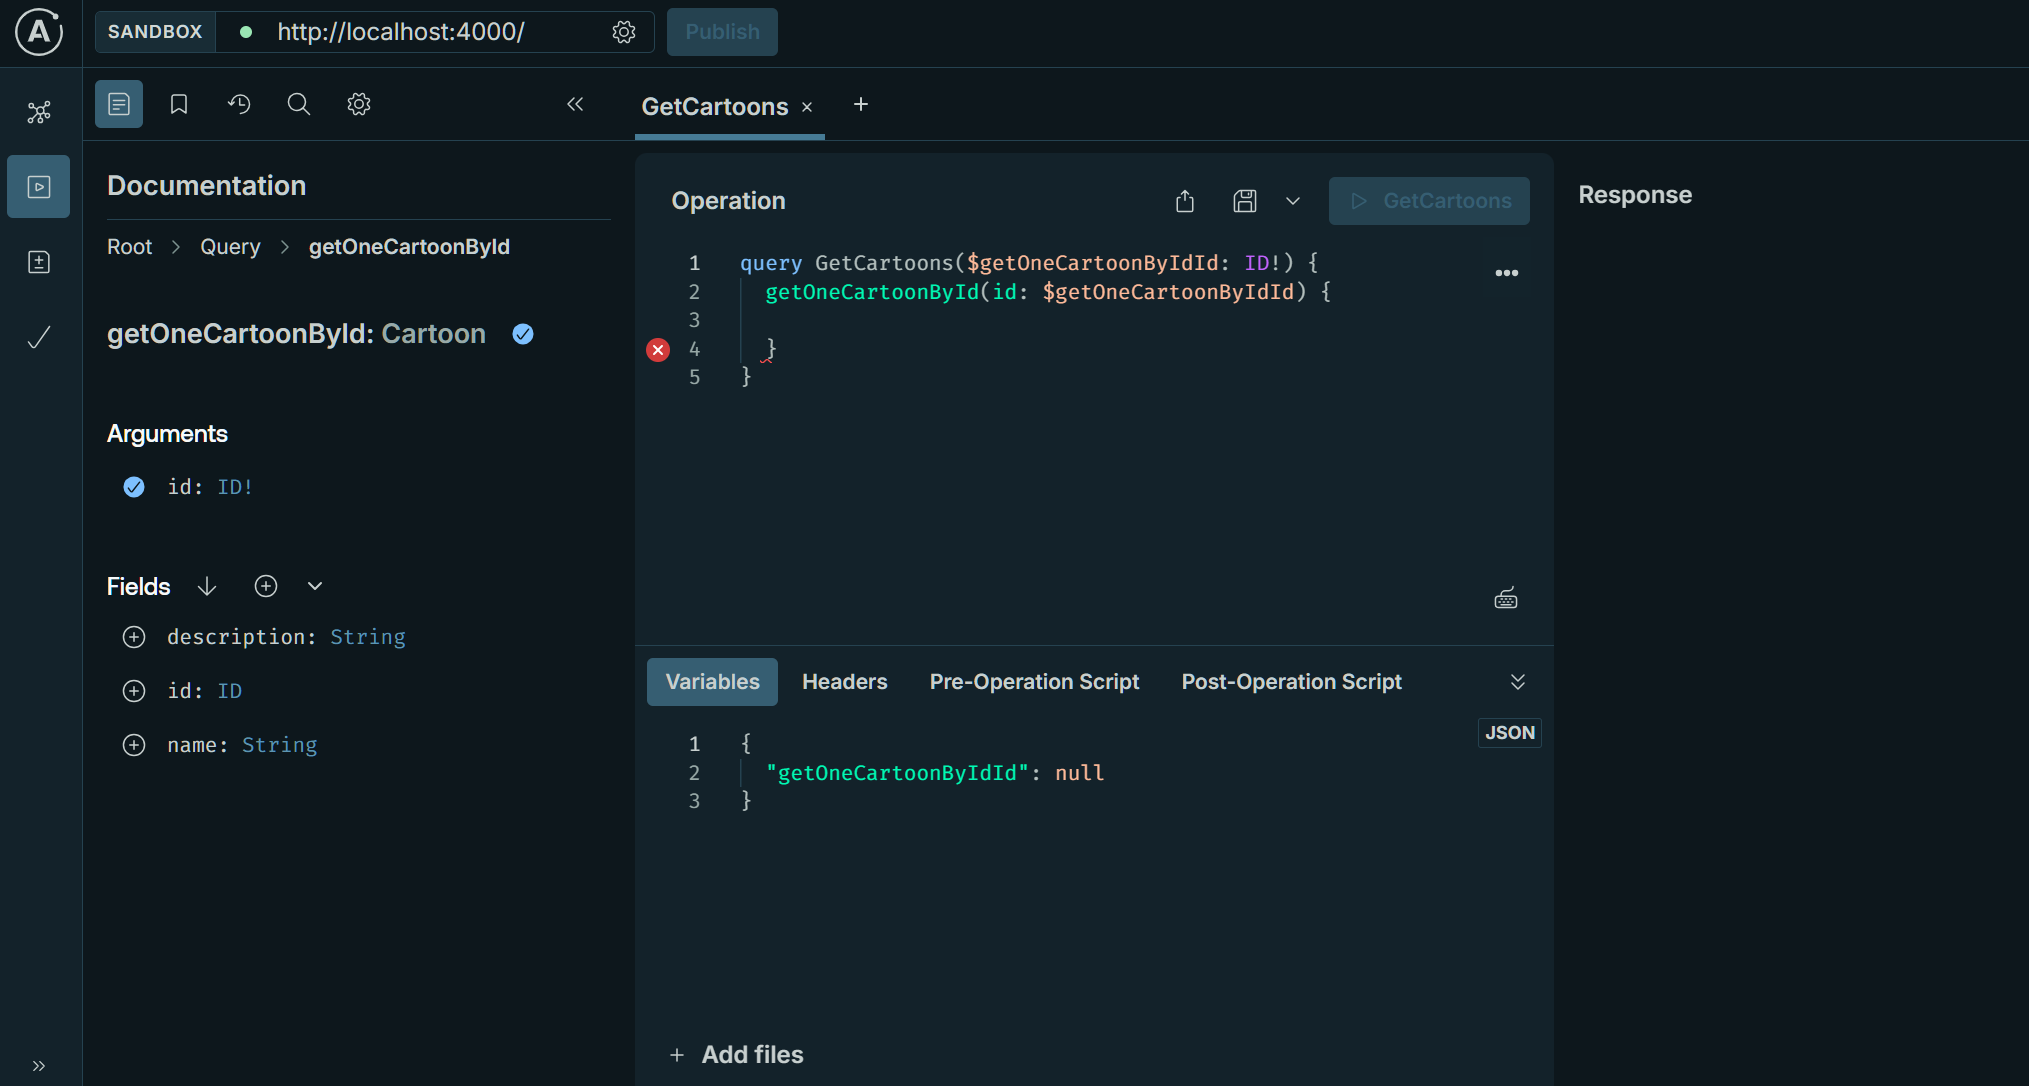 SANDBOX http://localhost:4000/ Publish
GetCartoons × +
Documentation
Root > Query > getOneCartoonById
getOneCartoonById: Cartoon
Arguments
id: ID!
Fields
description: String
id: ID
name: String
Operation GetCartoons
1 query GetCartoons($getOneCartoonByIdId: ID!) {
2 getOneCartoonById(id: $getOneCartoonByIdId) {
3
4 }
5 }
Variables Headers Pre-Operation Script Post-Operation Script
JSON
1 {
2 "getOneCartoonByIdId": null
3 }
+ Add files
Response